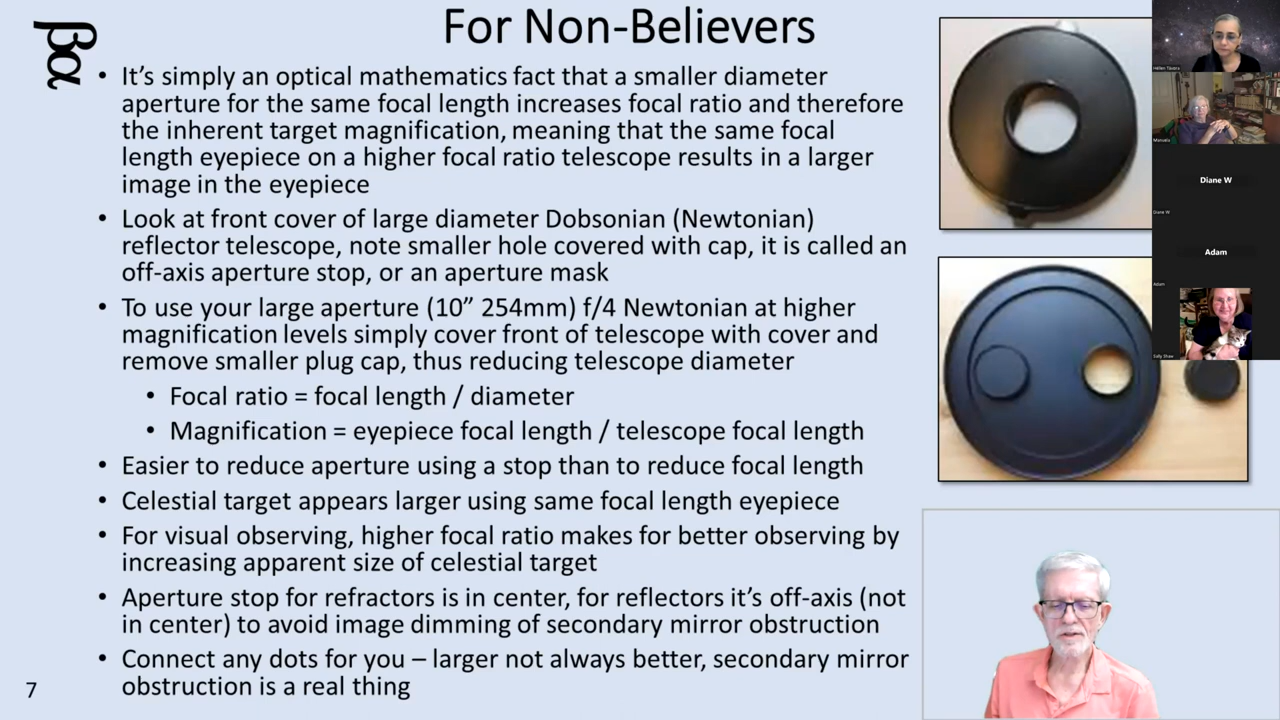 For Non-Believers
βα
• It's simply an optical mathematics fact that a smaller diameter
aperture for the same focal length increases focal ratio and therefore
the inherent target magnification, meaning that the same focal
length eyepiece on a higher focal ratio telescope results in a larger
image in the eyepiece
• Look at front cover of large diameter Dobsonian (Newtonian)
reflector telescope, note smaller hole covered with cap, it is called an
off-axis aperture stop, or an aperture mask
• To use your large aperture (10” 254mm) f/4 Newtonian at higher
magnification levels simply cover front of telescope with cover and
remove smaller plug cap, thus reducing telescope diameter
• Focal ratio = focal length / diameter
• Magnification = eyepiece focal length / telescope focal length
• Easier to reduce aperture using a stop than to reduce focal length
• Celestial target appears larger using same focal length eyepiece
• For visual observing, higher focal ratio makes for better observing by
increasing apparent size of celestial target
• Aperture stop for refractors is in center, for reflectors it's off-axis (not
in center) to avoid image dimming of secondary mirror obstruction
• Connect any dots for you – larger not always better, secondary mirror
obstruction is a real thing
7
Manuela
Diane W
Diane W
Adam
Adam
Sally Shaw